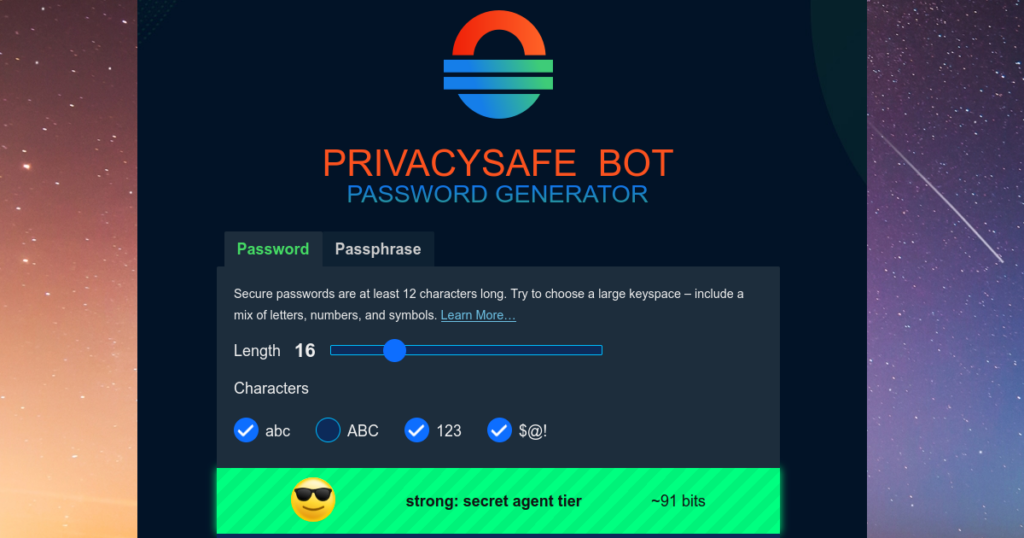 PRIVACYSAFE BOT
PASSWORD GENERATOR
Password Passphrase
Secure passwords are at least 12 characters long. Try to choose a large keyspace – include a
mix of letters, numbers, and symbols. Learn More…
Length 16
Characters
abc ABC 123 $@!
strong: secret agent tier ~91 bits